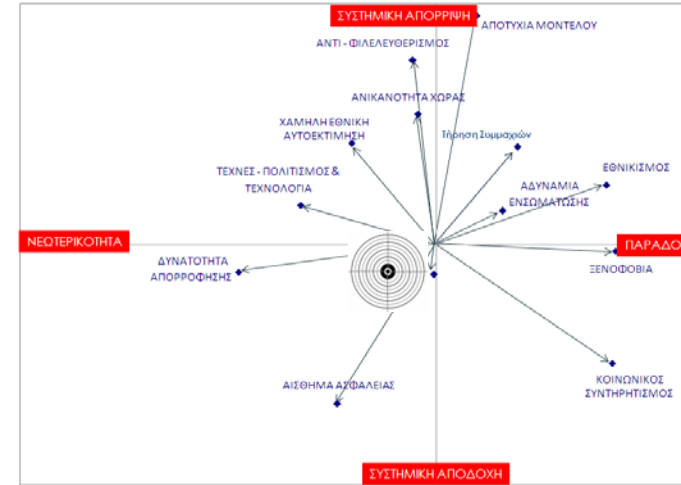 ΣΥΣΤΗΜΙΚΗ ΑΠΟΡΡΙΨΗ
ΑΠΟΤΥΧΙΑ ΜΟΝΤΕΛΟΥ
ΑΝΤΙ - ΦΙΛΕΛΕΥΘΕΡΙΣΜΟΣ
ΑΝΙΚΑΝΟΤΗΤΑ ΧΩΡΑΣ
ΧΑΜΗΛΗ ΕΘΝΙΚΗ
ΑΥΤΟΕΚΤΙΜΗΣΗ
Τήρηση Συμμαχιών
ΤΕΧΝΕΣ - ΠΟΛΙΤΙΣΜΟΣ &
ΤΕΧΝΟΛΟΓΙΑ
ΕΘΝΙΚΙΣΜΟΣ
ΑΔΥΝΑΜΙΑ
ΕΝΣΩΜΑΤΩΣΗΣ
ΝΕΩΤΕΡΙΚΟΤΗΤΑ
ΠΑΡΑΔΟ
ΔΥΝΑΤΟΤΗΤΑ
ΑΠΟΡΡΟΦΗΣΗΣ
ΞΕΝΟΦΟΒΙΑ
ΑΙΣΘΗΜΑ ΑΣΦΑΛΕΙΑΣ
ΚΟΙΝΩΝΙΚΟΣ
ΣΥΝΤΗΡΗΤΙΣΜΟΣ
ΣΥΣΤΗΜΙΚΗ ΑΠΟΔΟΧΗ